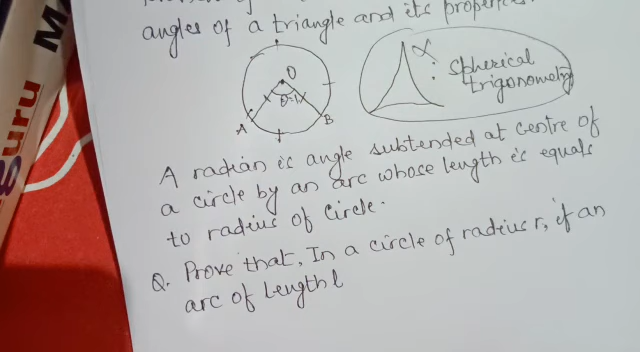 angles of a triangle and its properties
O
θ=1
A
B
α
: Spherical
trigonometry
A radian is angle subtended at centre of
a circle by an arc whose length is equals
to radius of Circle.
Q. Prove that, In a circle of radius r, if an
arc of Length l
uru
M